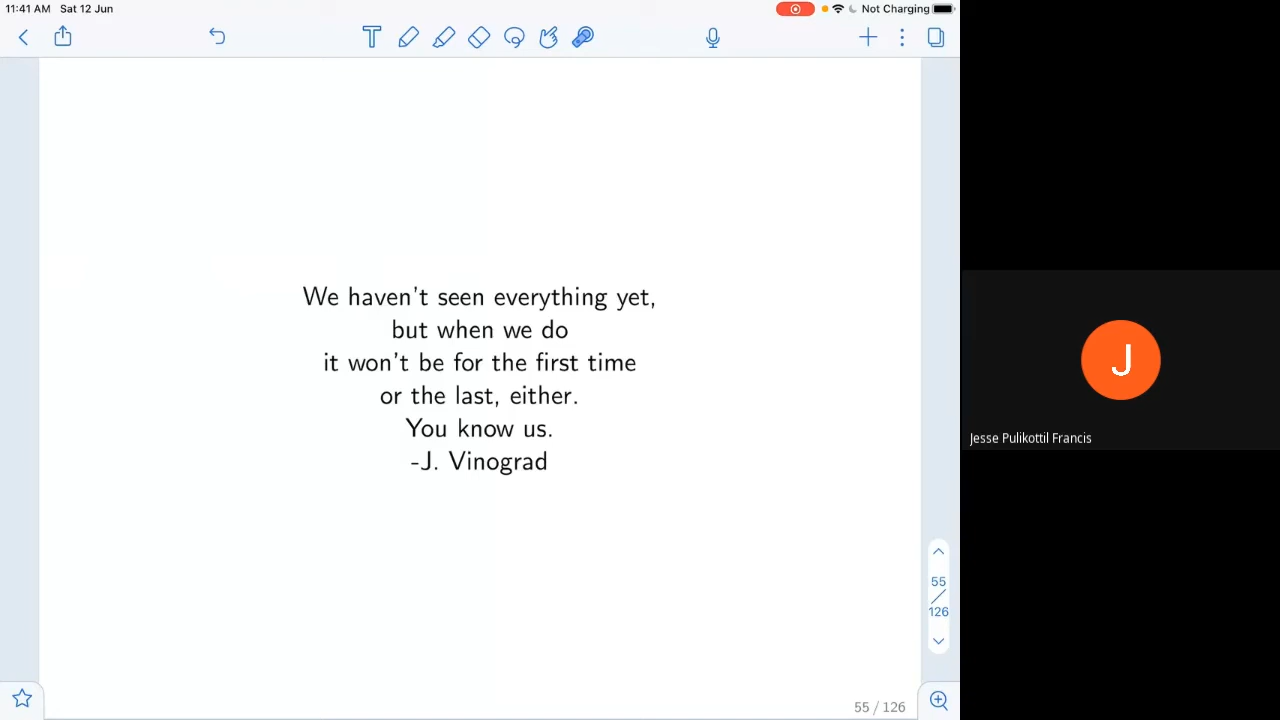 11:41 AM Sat 12 Jun
Not Charging
We haven't seen everything yet,
but when we do
it won't be for the first time
or the last, either.
You know us.
-J. Vinograd
J
Jesse Pulikottil Francis
55
126
55 / 126